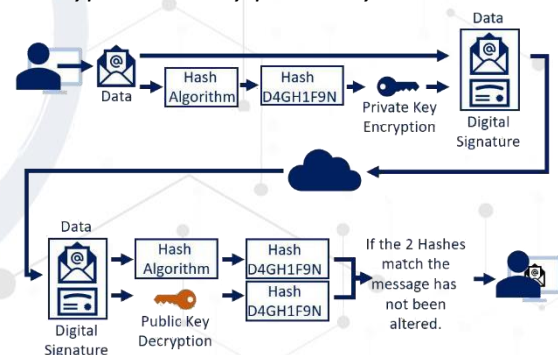 Data
Data
Hash
Algorithm
Hash
D4GH1F9N
Private Key
Encryption
Digital
Signature
Data
Digital
Signature
Hash
Algorithm
Hash
D4GH1F9N
Public Key
Decryption
Hash
D4GH1F9N
If the 2 Hashes
match the
message has
not been
altered.